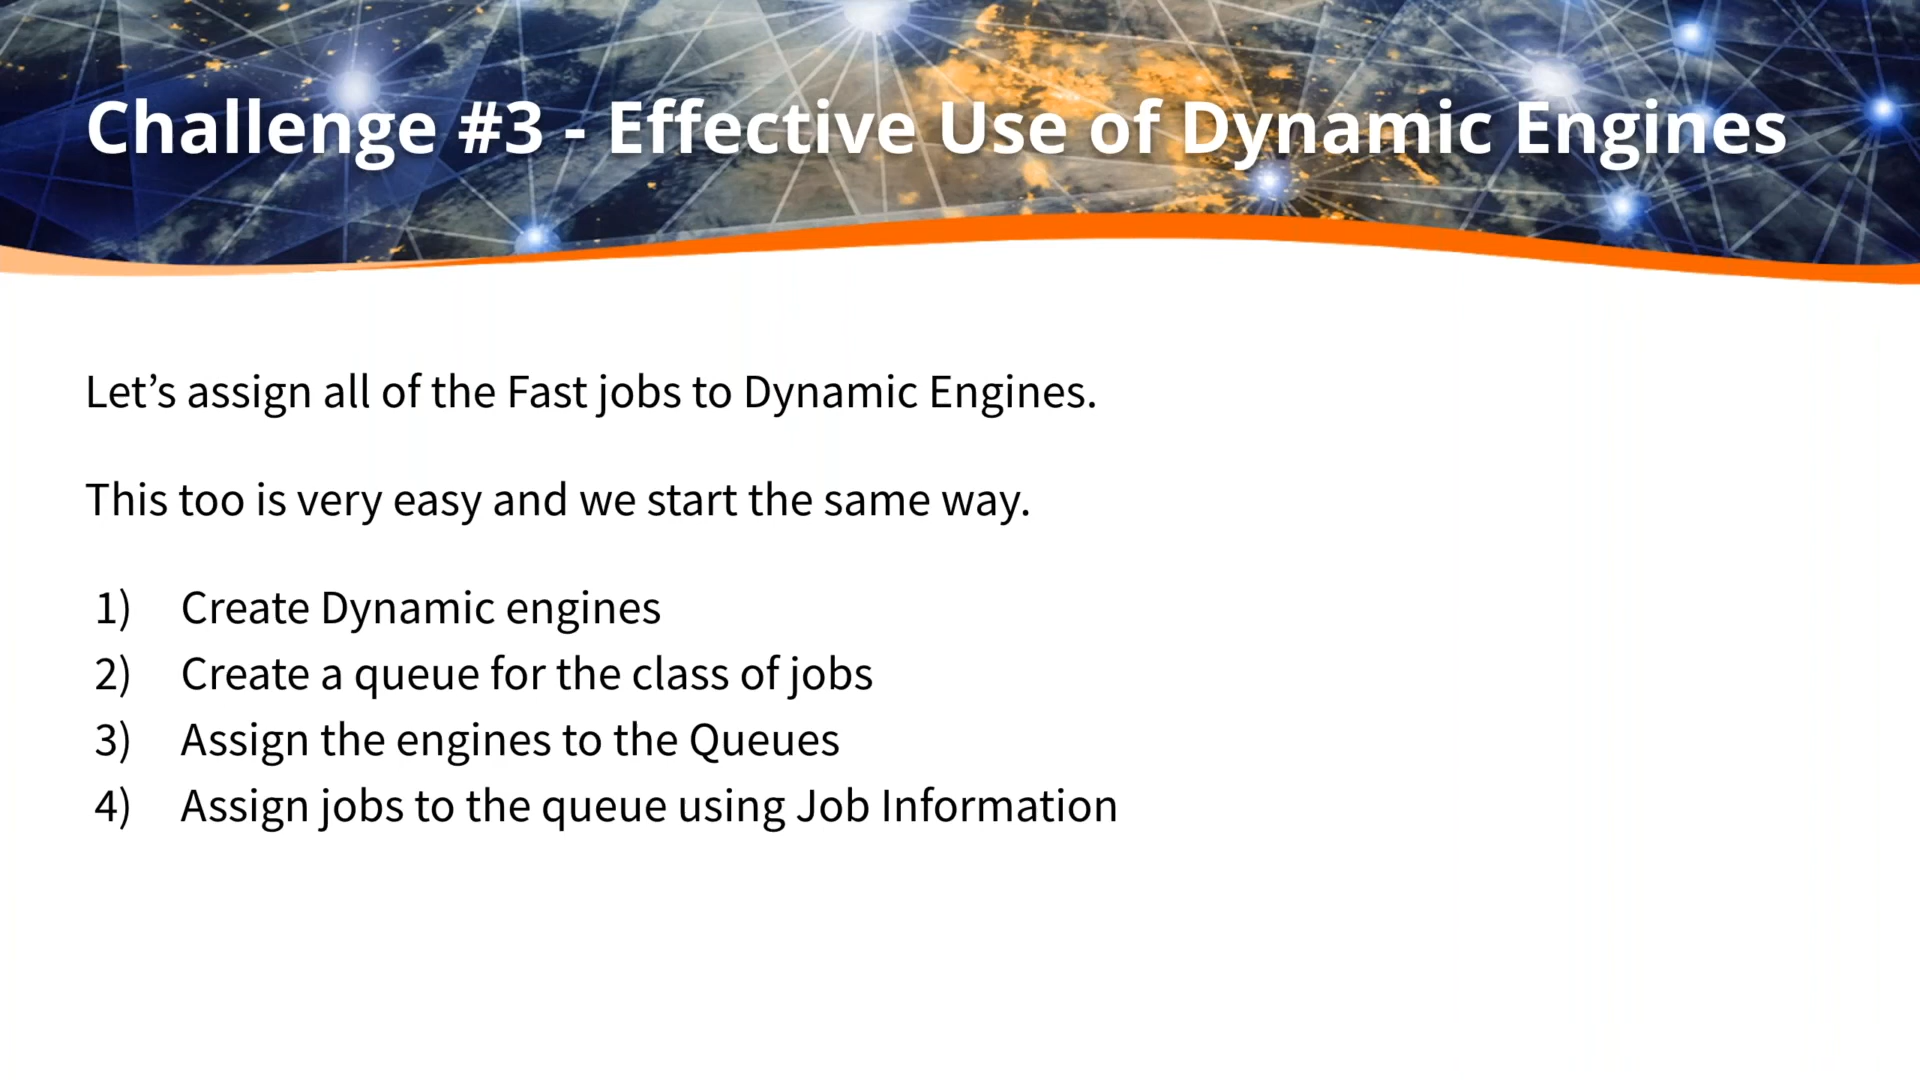 Challenge #3 - Effective Use of Dynamic Engines
Let’s assign all of the Fast jobs to Dynamic Engines.
This too is very easy and we start the same way.
1) Create Dynamic engines
2) Create a queue for the class of jobs
3) Assign the engines to the Queues
4) Assign jobs to the queue using Job Information